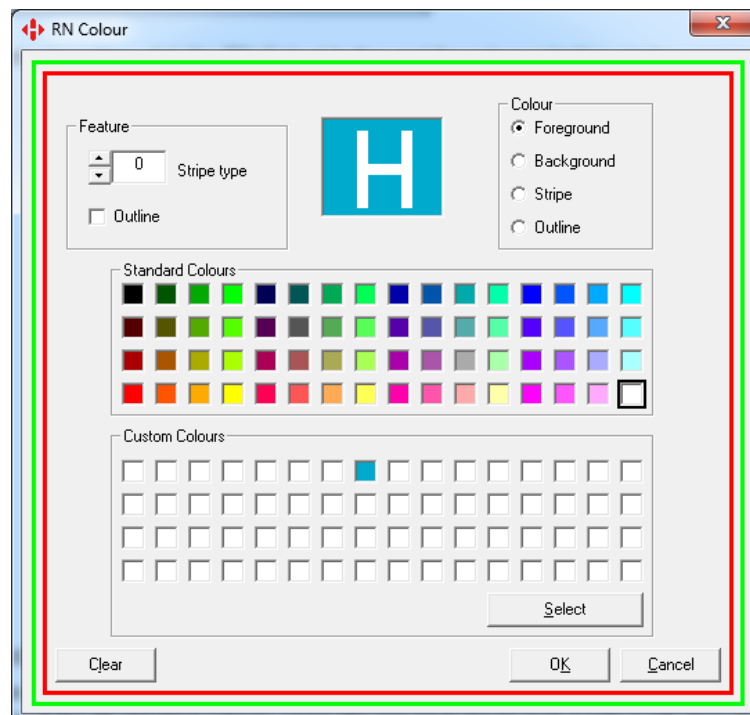 RN Colour
Feature
0
Stripe type
Outline
H
Colour
Foreground
Background
Stripe
Outline
Standard Colours
Custom Colours
Select
Clear
OK
Cancel